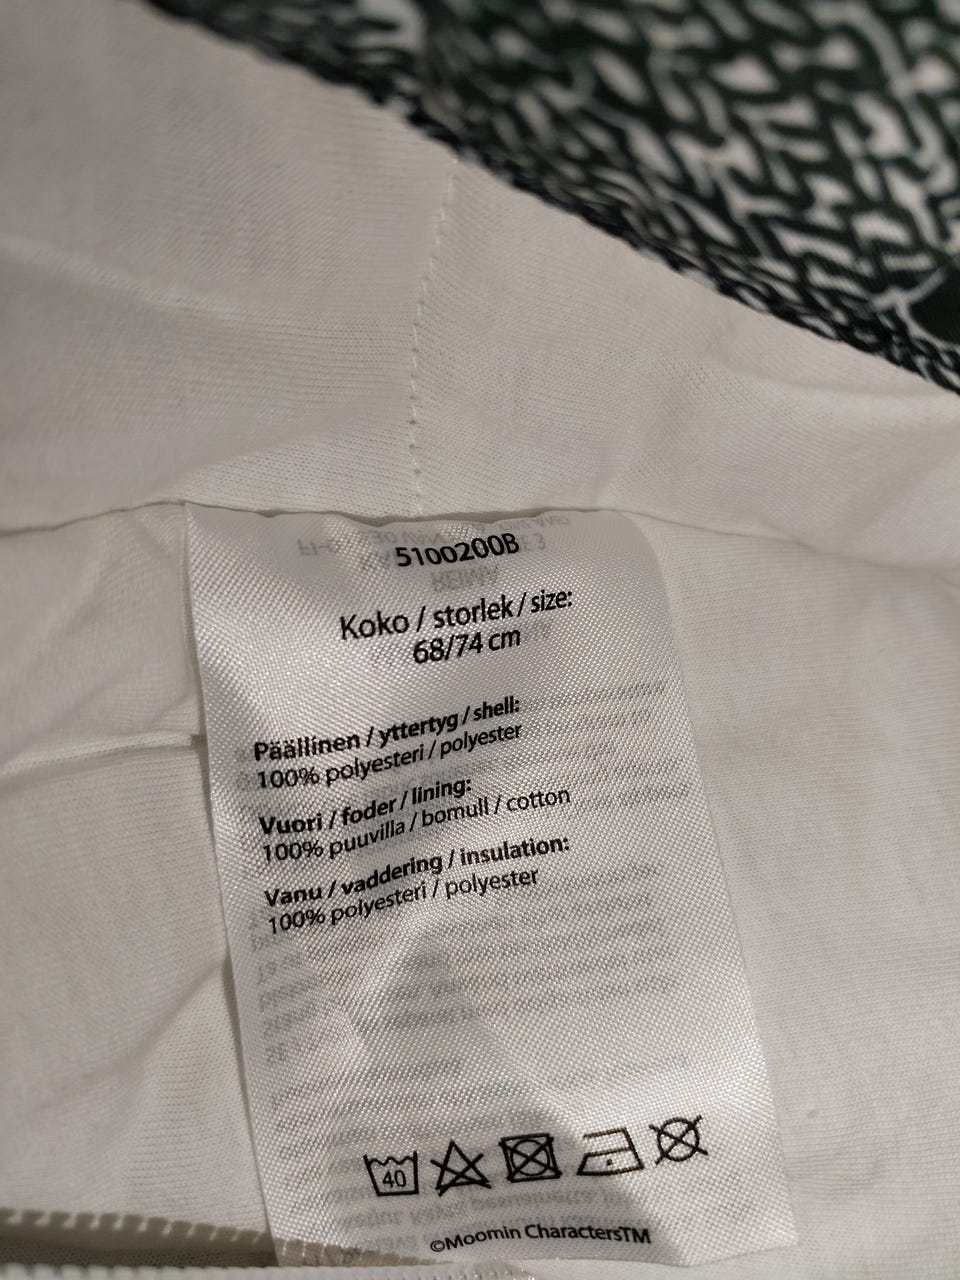 5100200B
Koko / storlek / size:
68/74 cm
Päällinen / yttertyg / shell:
100% polyesteri / polyester
Vuori / foder / lining:
100% puuvilla / bomull / cotton
Vanu / vaddering / insulation:
100% polyesteri / polyester
40
©Moomin Characters™